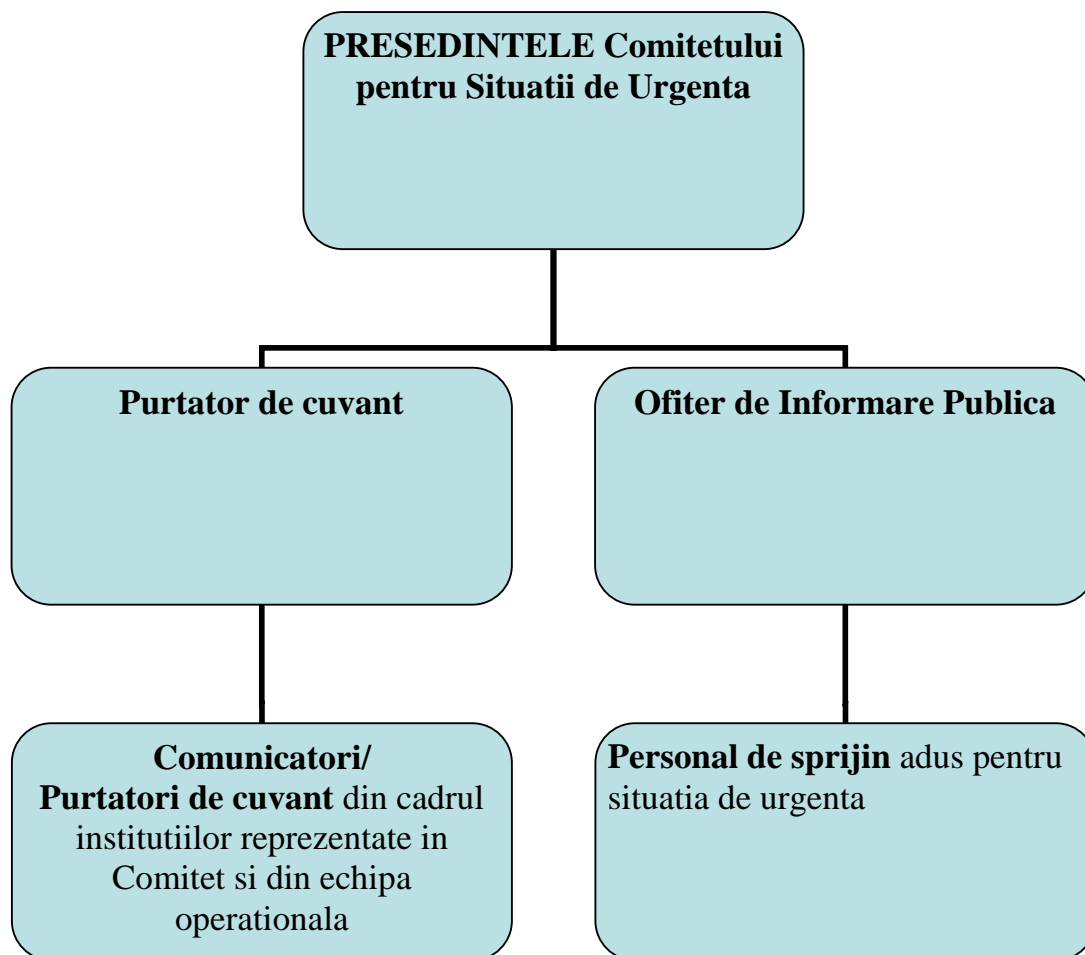 PRESEDINTELE Comitetului
pentru Situatii de Urgenta
Purtator de cuvant
Ofiter de Informare Publica
Comunicatori/
Purtatori de cuvant din cadrul
institutiilor reprezentate in
Comitet si din echipa
operationala
Personal de sprijin adus pentru
situatia de urgenta